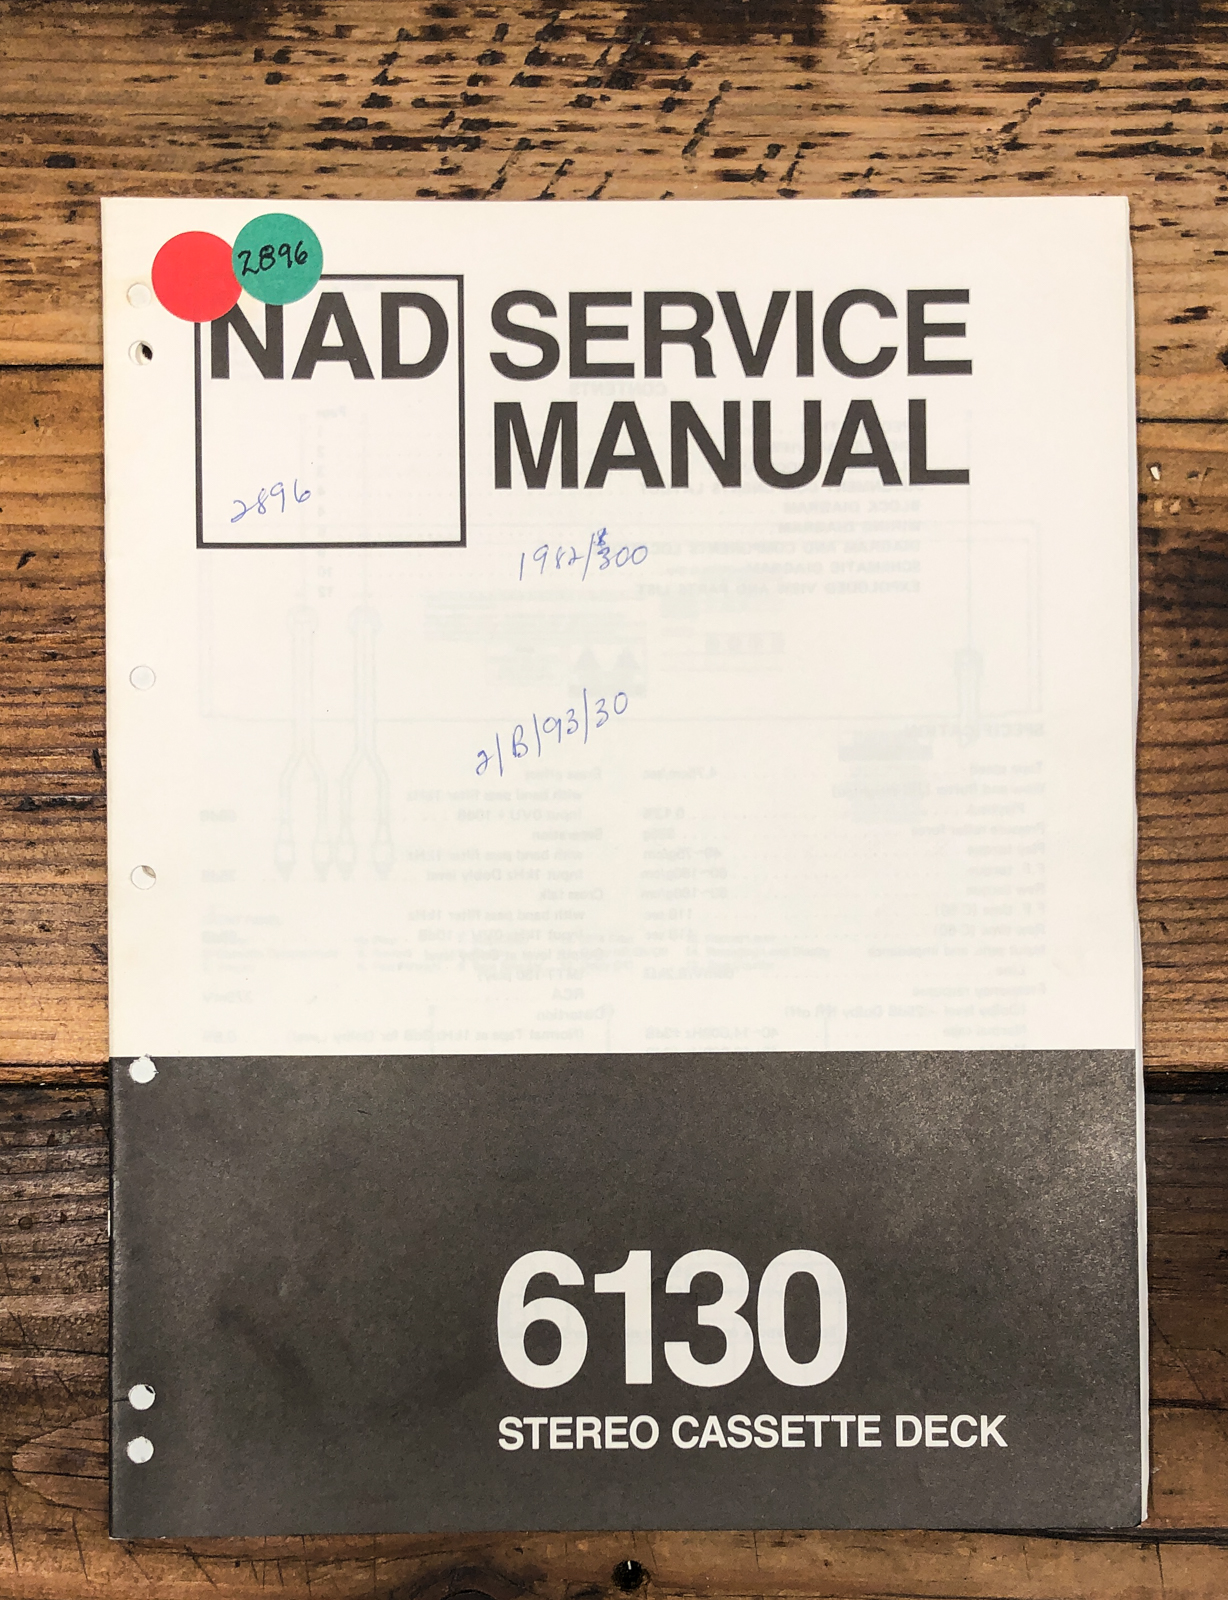 2896
NAD SERVICE
MANUAL
2896
1982/300
2/B/93/30
6130
STEREO CASSETTE DECK